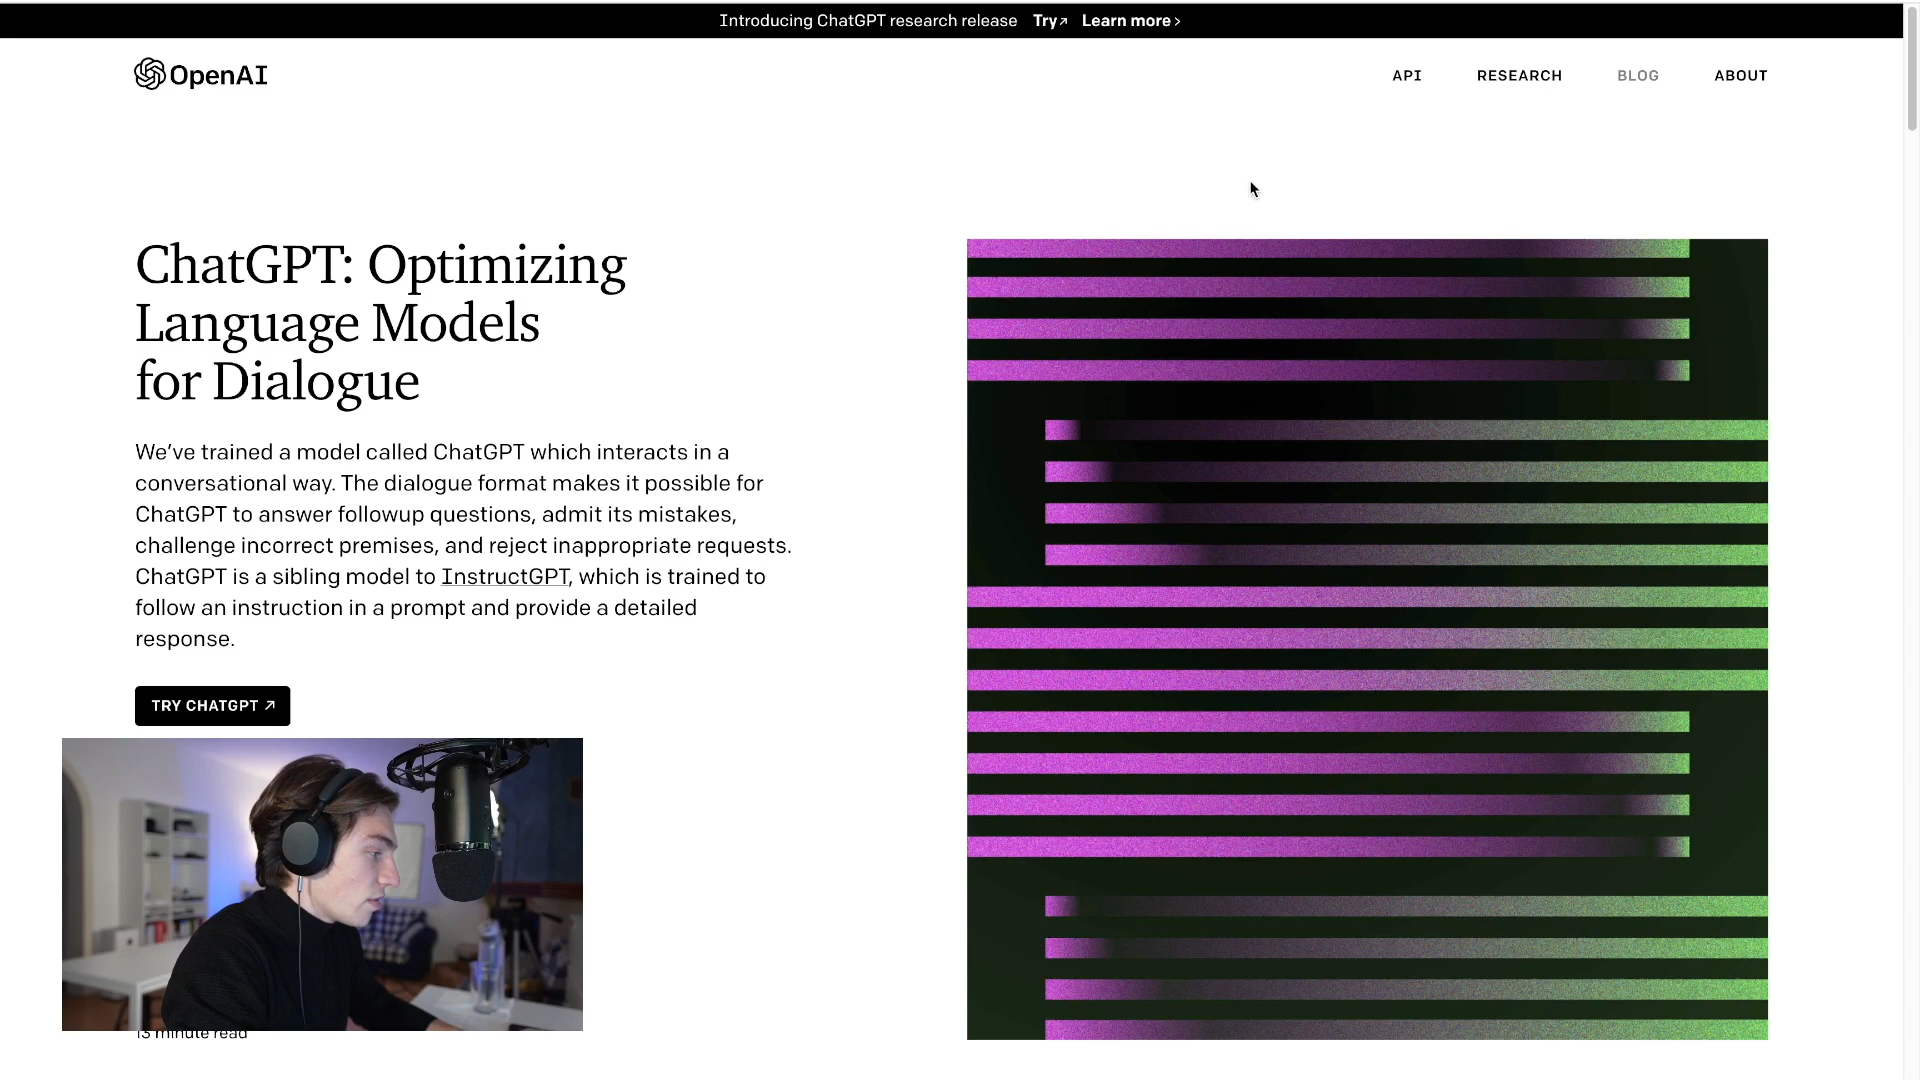 Introducing ChatGPT research release Try↗ Learn more ›
OpenAI
API RESEARCH BLOG ABOUT
ChatGPT: Optimizing
Language Models
for Dialogue
We’ve trained a model called ChatGPT which interacts in a
conversational way. The dialogue format makes it possible for
ChatGPT to answer followup questions, admit its mistakes,
challenge incorrect premises, and reject inappropriate requests.
ChatGPT is a sibling model to InstructGPT, which is trained to
follow an instruction in a prompt and provide a detailed
response.
TRY CHATGPT ↗
13 minute read